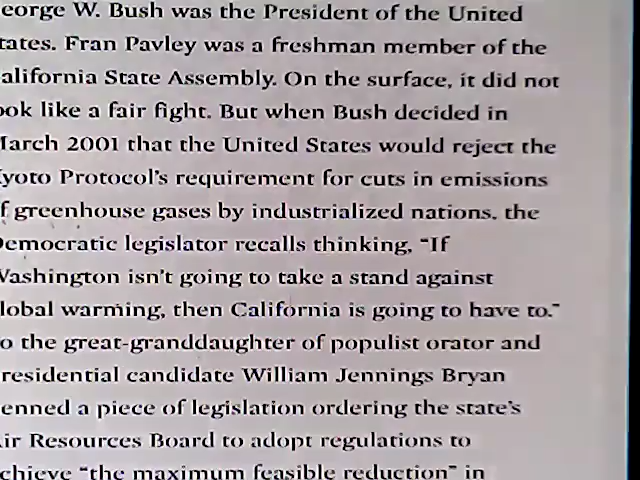 eorge W. Bush was the President of the United
tates. Fran Pavley was a freshman member of the
alifornia State Assembly. On the surface, it did not
ook like a fair fight. But when Bush decided in
March 2001 that the United States would reject the
yoto Protocol's requirement for cuts in emissions
f greenhouse gases by industrialized nations, the
Democratic legislator recalls thinking, "If
Washington isn't going to take a stand against
lobal warming, then California is going to have to."
o the great-granddaughter of populist orator and
residential candidate William Jennings Bryan
enned a piece of legislation ordering the state's
ir Resources Board to adopt regulations to
chieve "the maximum feasible reduction" in